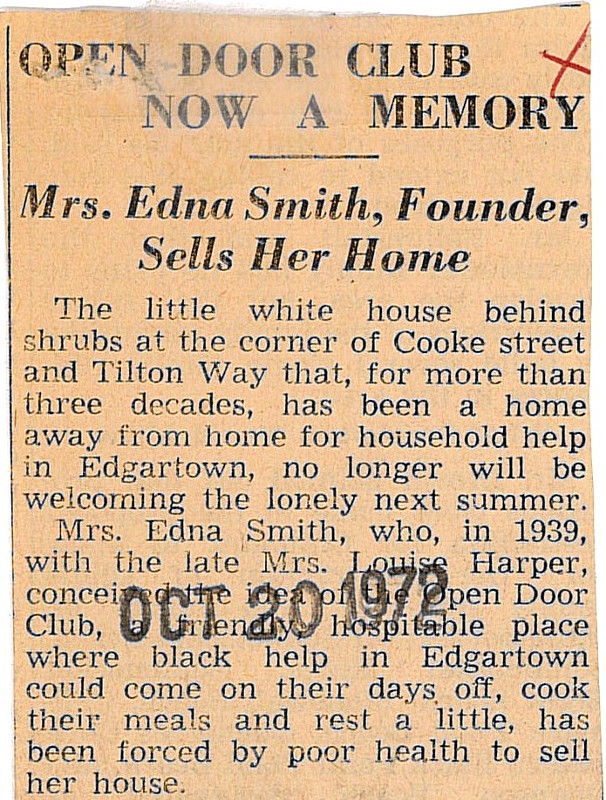 OPEN DOOR CLUB
NOW A MEMORY
Mrs. Edna Smith, Founder,
Sells Her Home
The little white house behind
shrubs at the corner of Cooke street
and Tilton Way that, for more than
three decades, has been a home
away from home for household help
in Edgartown, no longer will be
welcoming the lonely next summer.
Mrs. Edna Smith, who, in 1939,
with the late Mrs. Louise Harper,
conceived the idea of the Open Door
OCT 20 1972
Club, a friendly, hospitable place
where black help in Edgartown
could come on their days off, cook
their meals and rest a little, has
been forced by poor health to sell
her house.